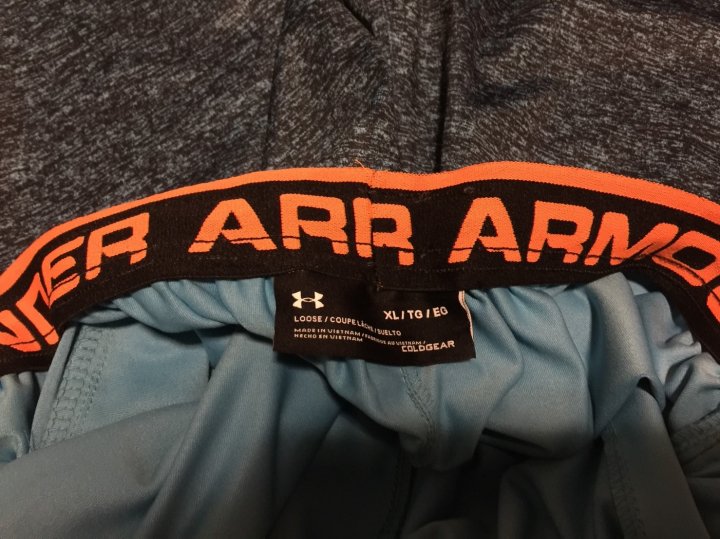 NDER ARR ARMO
XL / TG / EG
LOOSE / COUPE LÂCHE / SUELTO
MADE IN VIETNAM / FABRIQUÉ AU VIETNAM /
HECHO EN VIETNAM
COLDGEAR